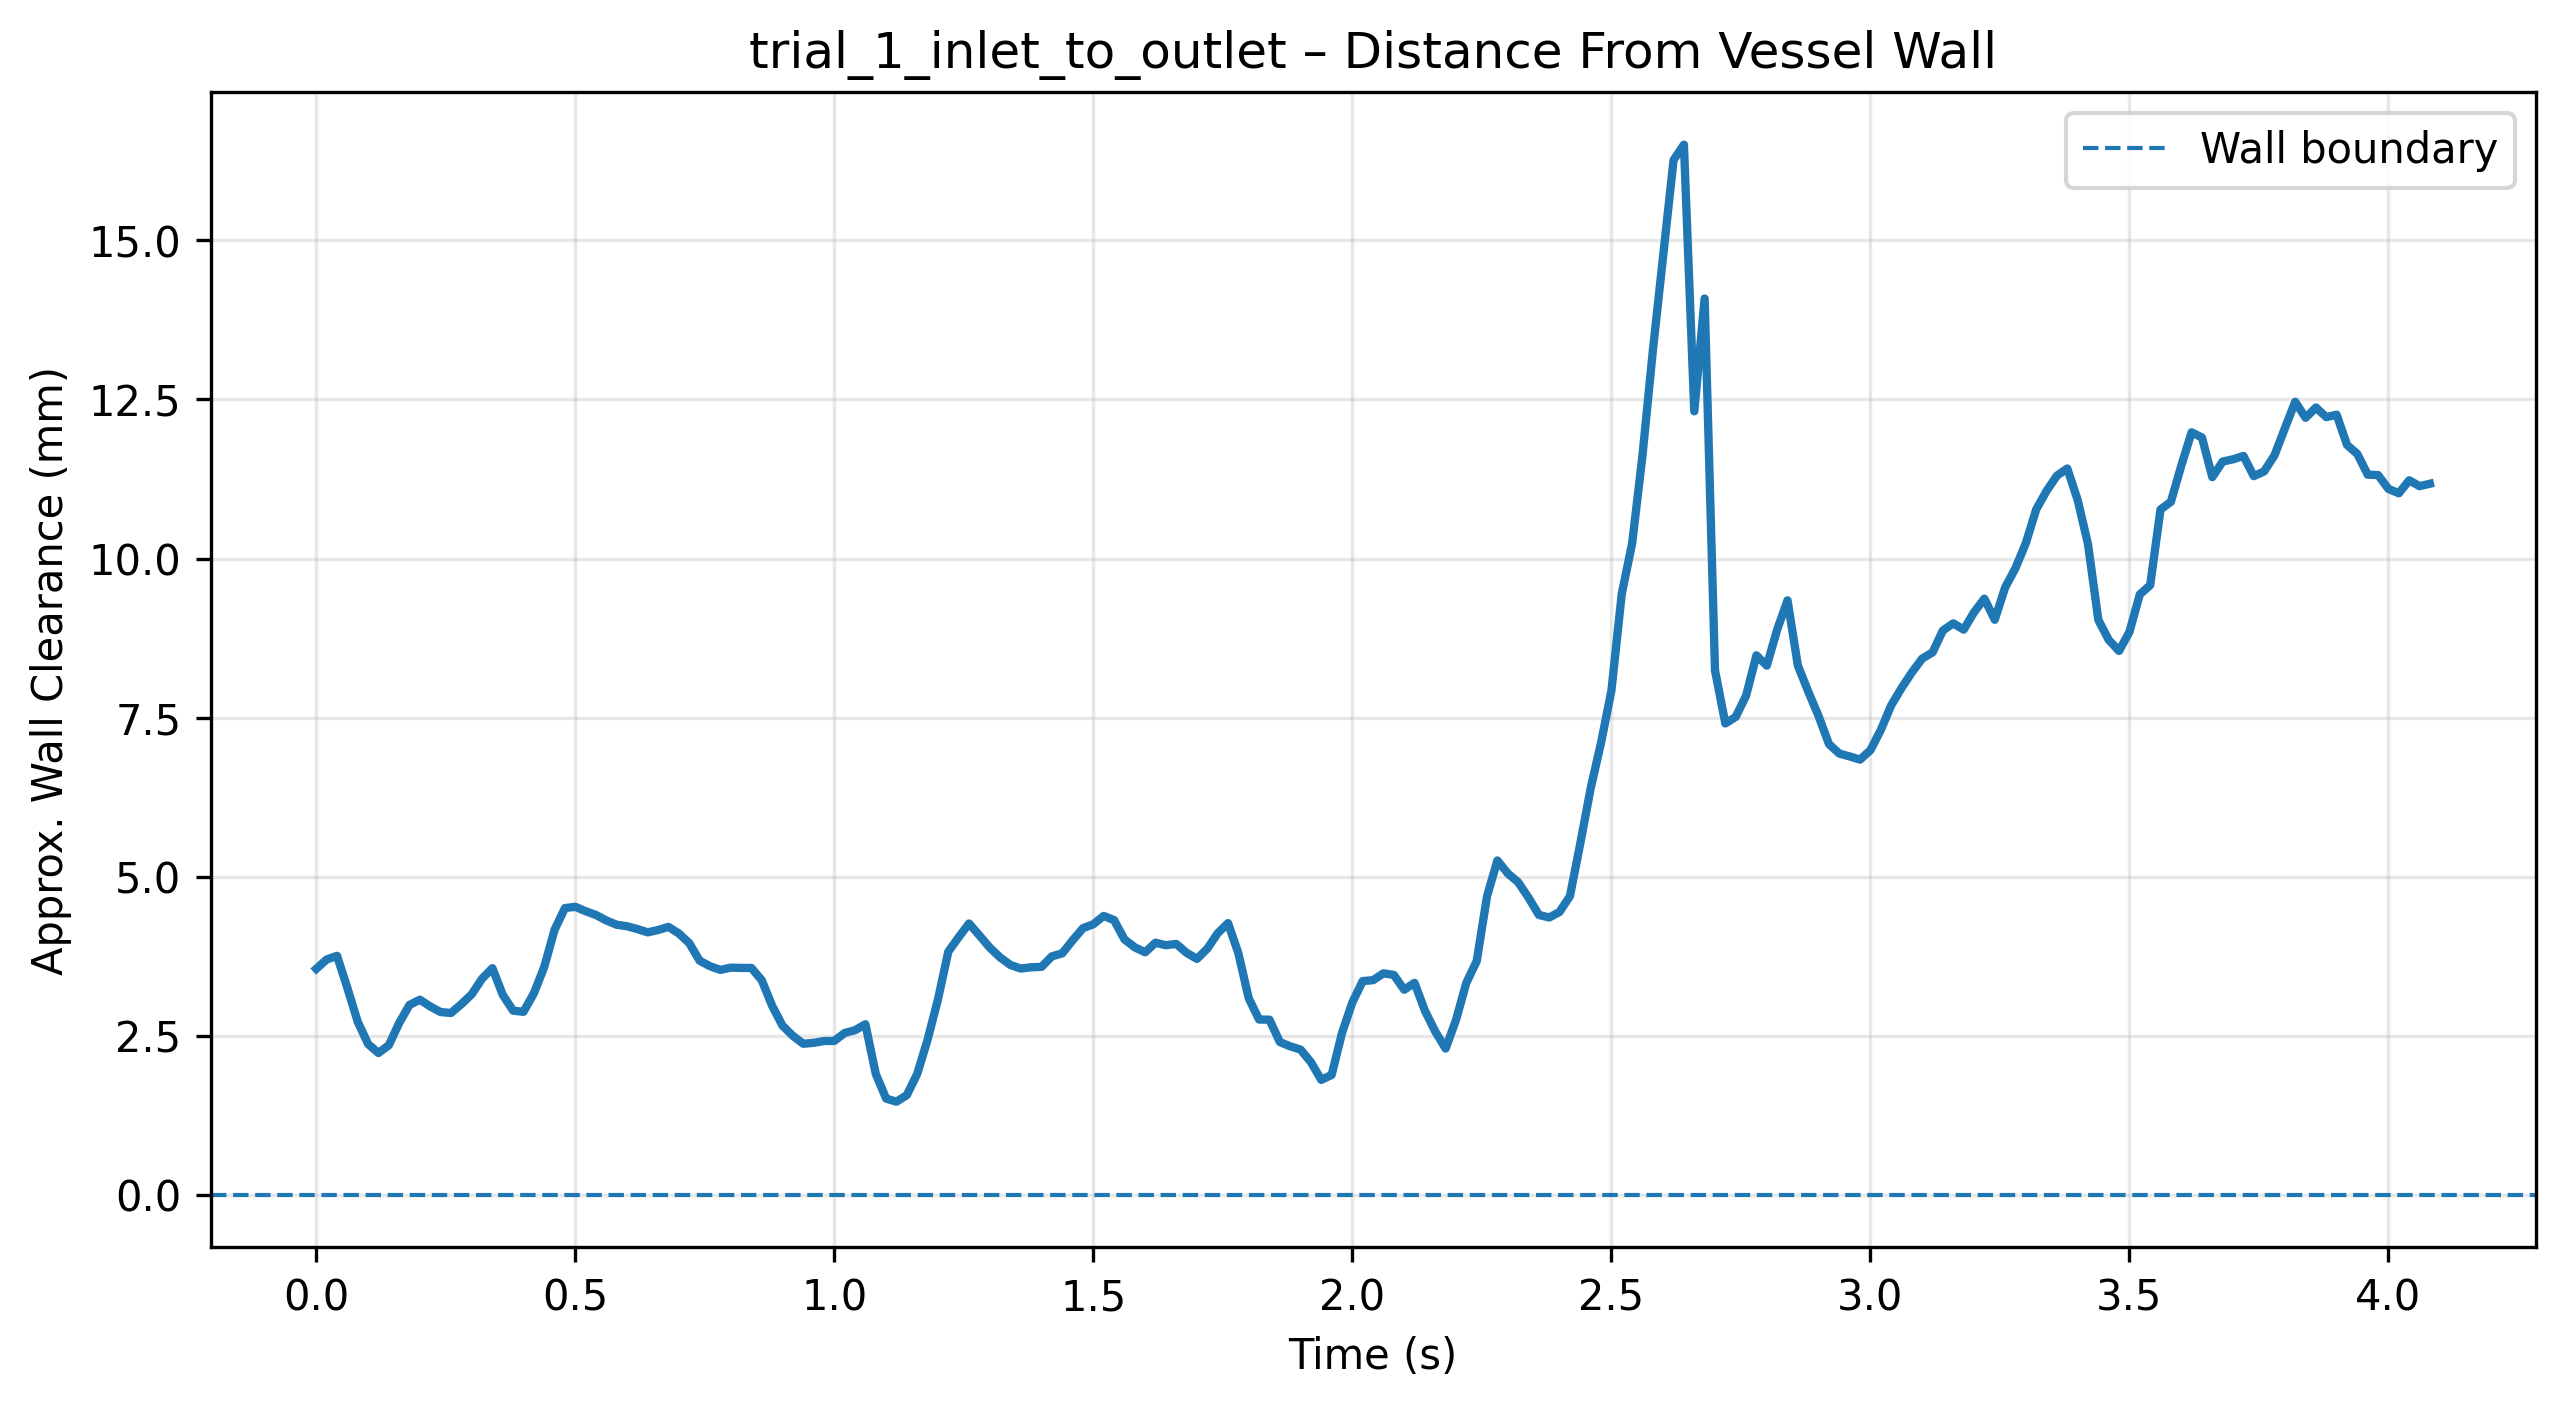 trial_1_inlet_to_outlet – Distance From Vessel Wall
Wall boundary
Approx. Wall Clearance (mm)
15.0
12.5
10.0
7.5
5.0
2.5
0.0
0.0 0.5 1.0 1.5 2.0 2.5 3.0 3.5 4.0
Time (s)